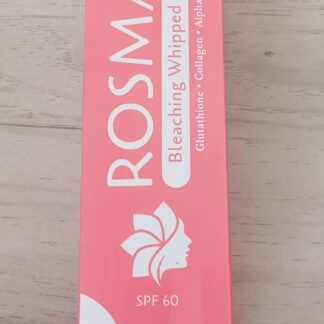 ROSMA
Bleaching Whipped
Glutathione • Collagen • Alpha
SPF 60